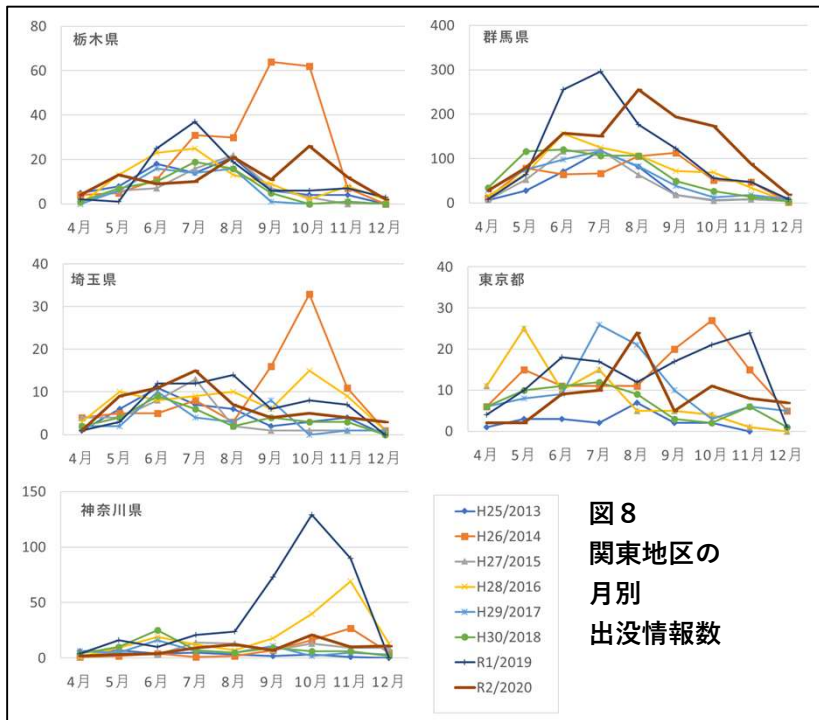 栃木県
80
60
40
20
0
4月 5月 6月 7月 8月 9月 10月 11月 12月
群馬県
400
300
200
100
0
4月 5月 6月 7月 8月 9月 10月 11月 12月
埼玉県
40
30
20
10
0
4月 5月 6月 7月 8月 9月 10月 11月 12月
東京都
40
30
20
10
0
4月 5月 6月 7月 8月 9月 10月 11月 12月
神奈川県
150
100
50
0
4月 5月 6月 7月 8月 9月 10月 11月 12月
H25/2013
H26/2014
H27/2015
H28/2016
H29/2017
H30/2018
R1/2019
R2/2020
図8
関東地区の
月別
出没情報数